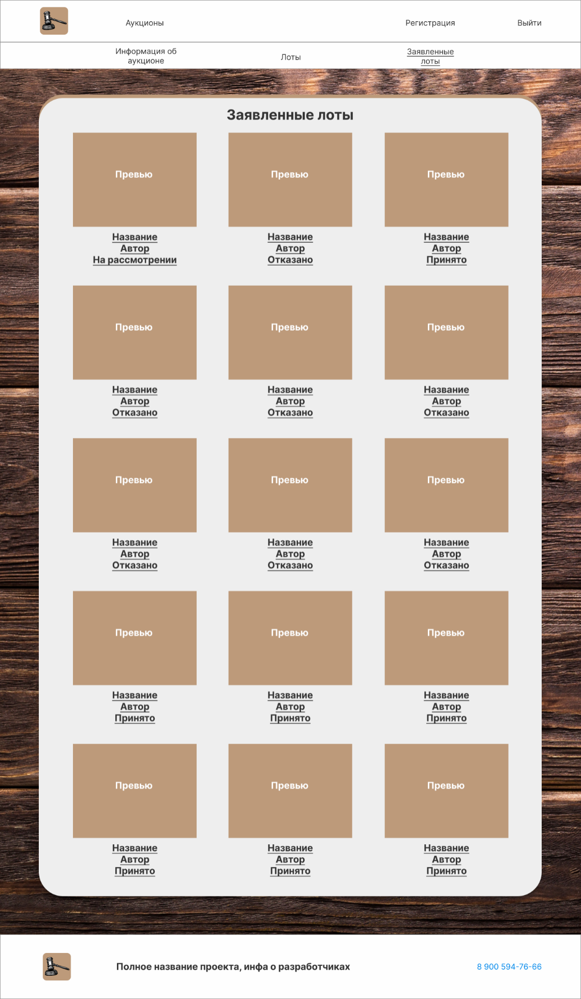 Аукционы
Регистрация
Выйти
Информация об
аукционе
Лоты
Заявленные
лоты
Заявленные лоты
Превью
Превью
Превью
Название
Автор
На рассмотрении
Название
Автор
Отказано
Название
Автор
Принято
Превью
Превью
Превью
Название
Автор
Отказано
Название
Автор
Отказано
Название
Автор
Отказано
Превью
Превью
Превью
Название
Автор
Отказано
Название
Автор
Отказано
Название
Автор
Отказано
Превью
Превью
Превью
Название
Автор
Принято
Название
Автор
Принято
Название
Автор
Принято
Превью
Превью
Превью
Название
Автор
Принято
Название
Автор
Принято
Название
Автор
Принято
Полное название проекта, инфа о разработчиках
8 900 594-76-66